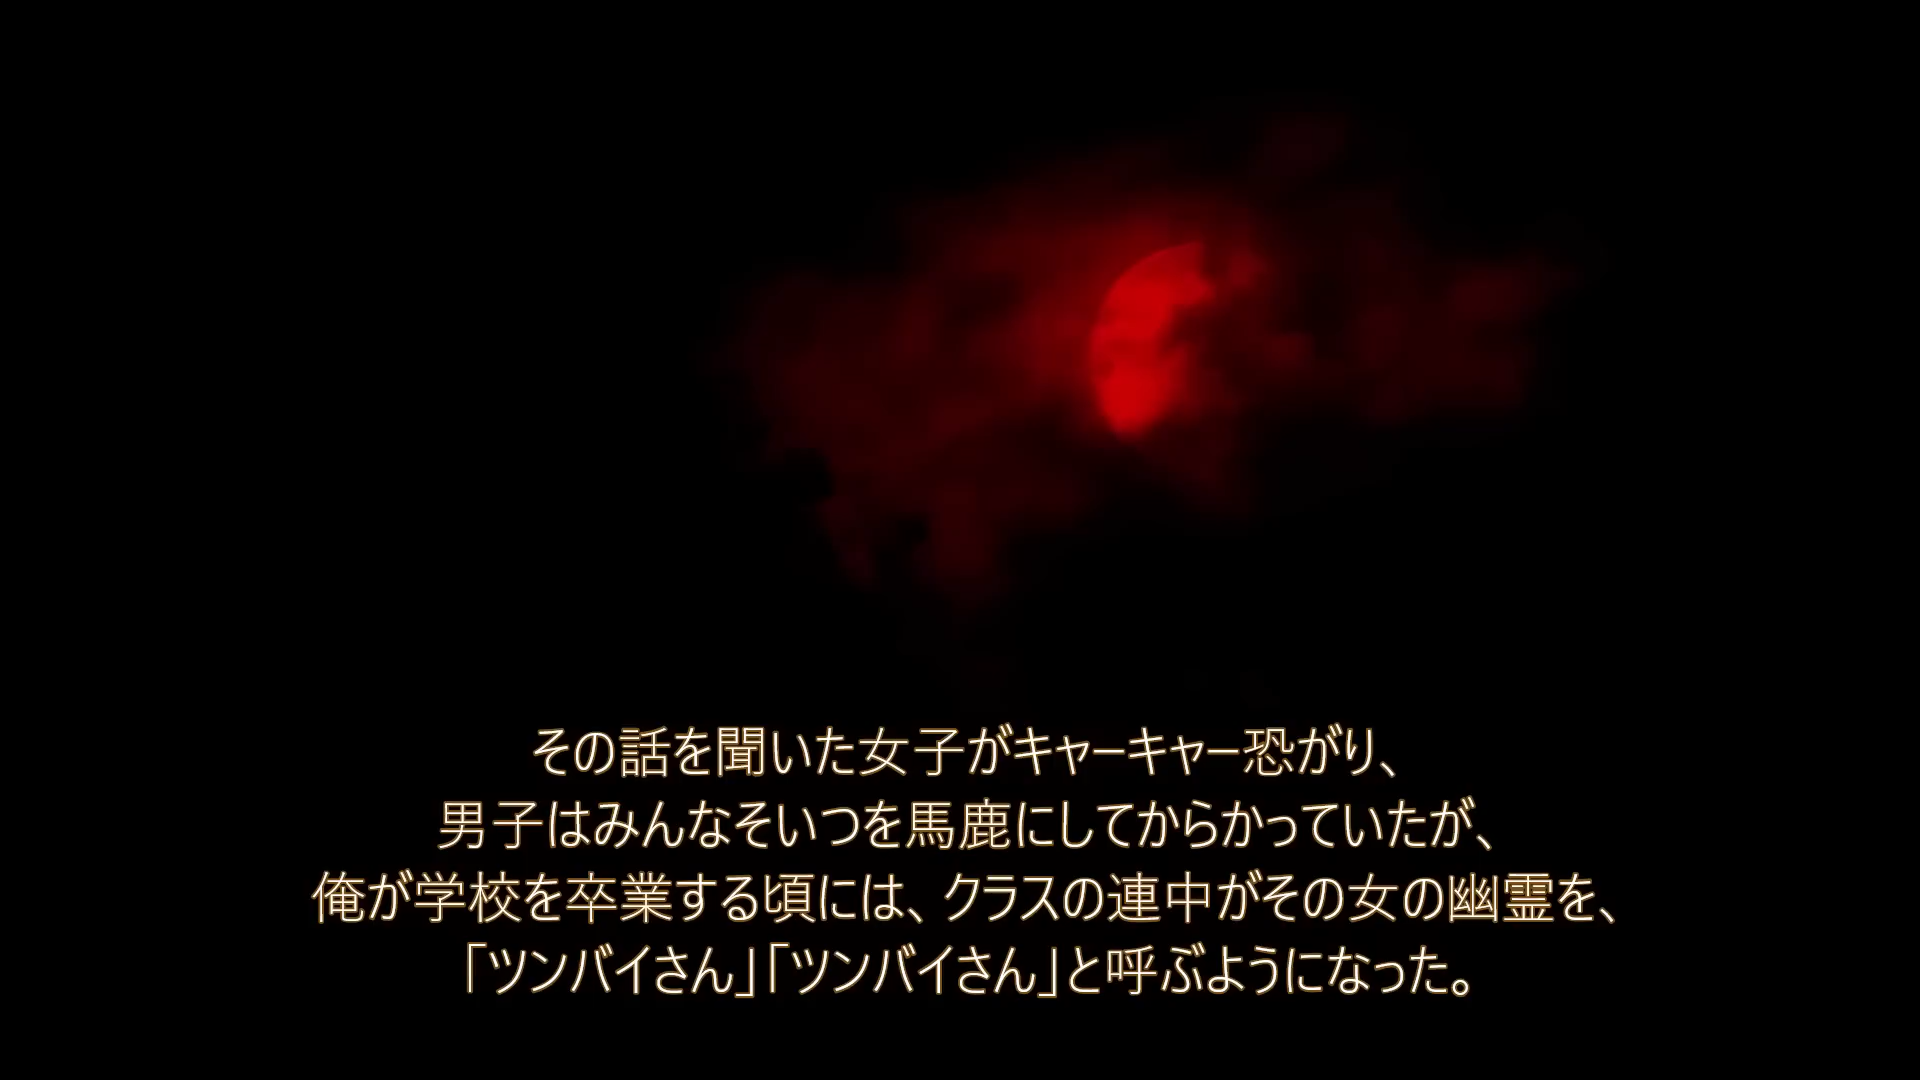 その話を聞いた女子がキャーキャー恐がり、
男子はみんなそいつを馬鹿にしてからかっていたが、
俺が学校を卒業する頃には、クラスの連中がその女の幽霊を、
「ツンバイさん」「ツンバイさん」と呼ぶようになった。